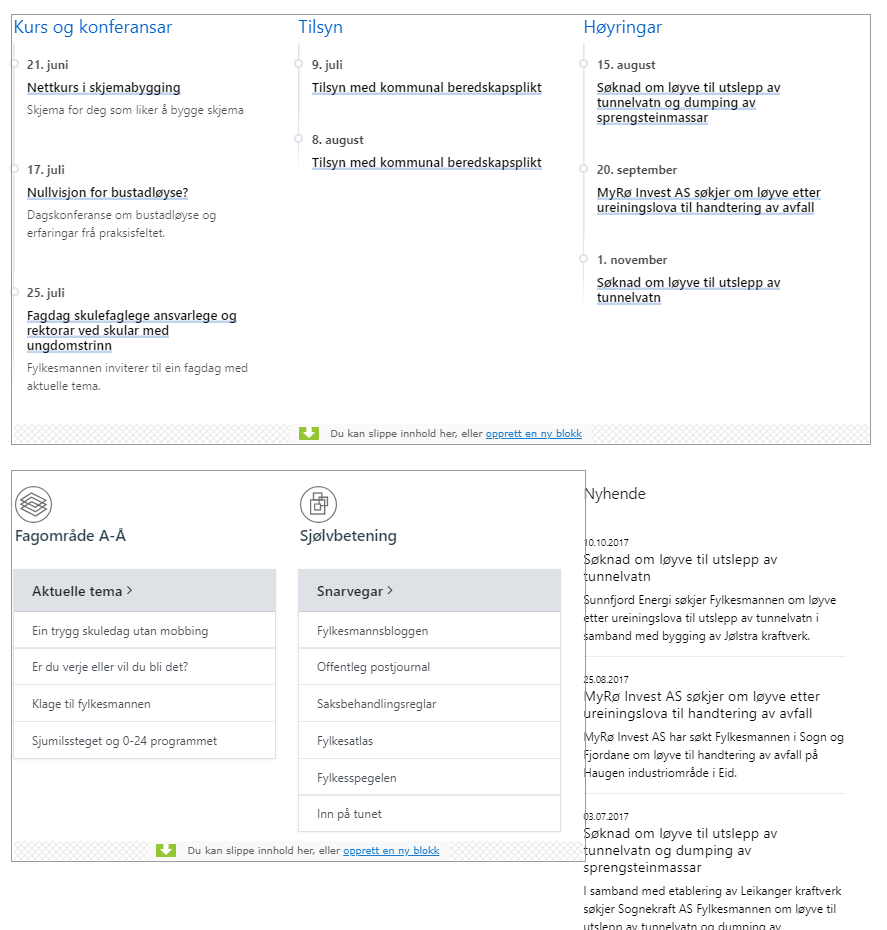 Kurs og konferansar
21. juni
Nettkurs i skjemabygging
Skjema for deg som liker å bygge skjema
17. juli
Nullvisjon for bustadløyse?
Dagskonferanse om bustadløyse og
erfaringar frå praksisfeltet.
25. juli
Fagdag skulefaglege ansvarlege og
rektorar ved skular med
ungdomstrinn
Fylkesmannen inviterer til ein fagdag med
aktuelle tema.
Tilsyn
9. juli
Tilsyn med kommunal beredskapsplikt
8. august
Tilsyn med kommunal beredskapsplikt
Høyringar
15. august
Søknad om løyve til utslepp av
tunnelvatn og dumping av
sprengsteinmassar
20. september
MyRø Invest AS søkjer om løyve etter
ureiningslova til handtering av avfall
1. november
Søknad om løyve til utslepp av
tunnelvatn
Du kan slippe innhold her, eller opprett en ny blokk
Fagområde A-Å
Aktuelle tema >
Ein trygg skuledag utan mobbing
Er du verje eller vil du bli det?
Klage til fylkesmannen
Sjumilssteget og 0-24 programmet
Sjølvbetening
Snarvegar >
Fylkesmannsbloggen
Offentleg postjournal
Saksbehandlingsreglar
Fylkesatlas
Fylkesspegelen
Inn på tunet
Du kan slippe innhold her, eller opprett en ny blokk
Nyhende
10.10.2017
Søknad om løyve til utslepp av
tunnelvatn
Sunnfjord Energi søkjer Fylkesmannen om løyve
etter ureiningslova til utslepp av tunnelvatn i
samband med bygging av Jølstra kraftverk.
25.08.2017
MyRø Invest AS søkjer om løyve etter
ureiningslova til handtering av avfall
MyRø Invest AS har søkt Fylkesmannen i Sogn og
Fjordane om løyve til handtering av avfall på
Haugen industriområde i Eid.
03.07.2017
Søknad om løyve til utslepp av
tunnelvatn og dumping av
sprengsteinmassar
I samband med etablering av Leikanger kraftverk
søkjer Sognekraft AS Fylkesmannen om løyve til
utslepp av tunnelvatn og dumping av